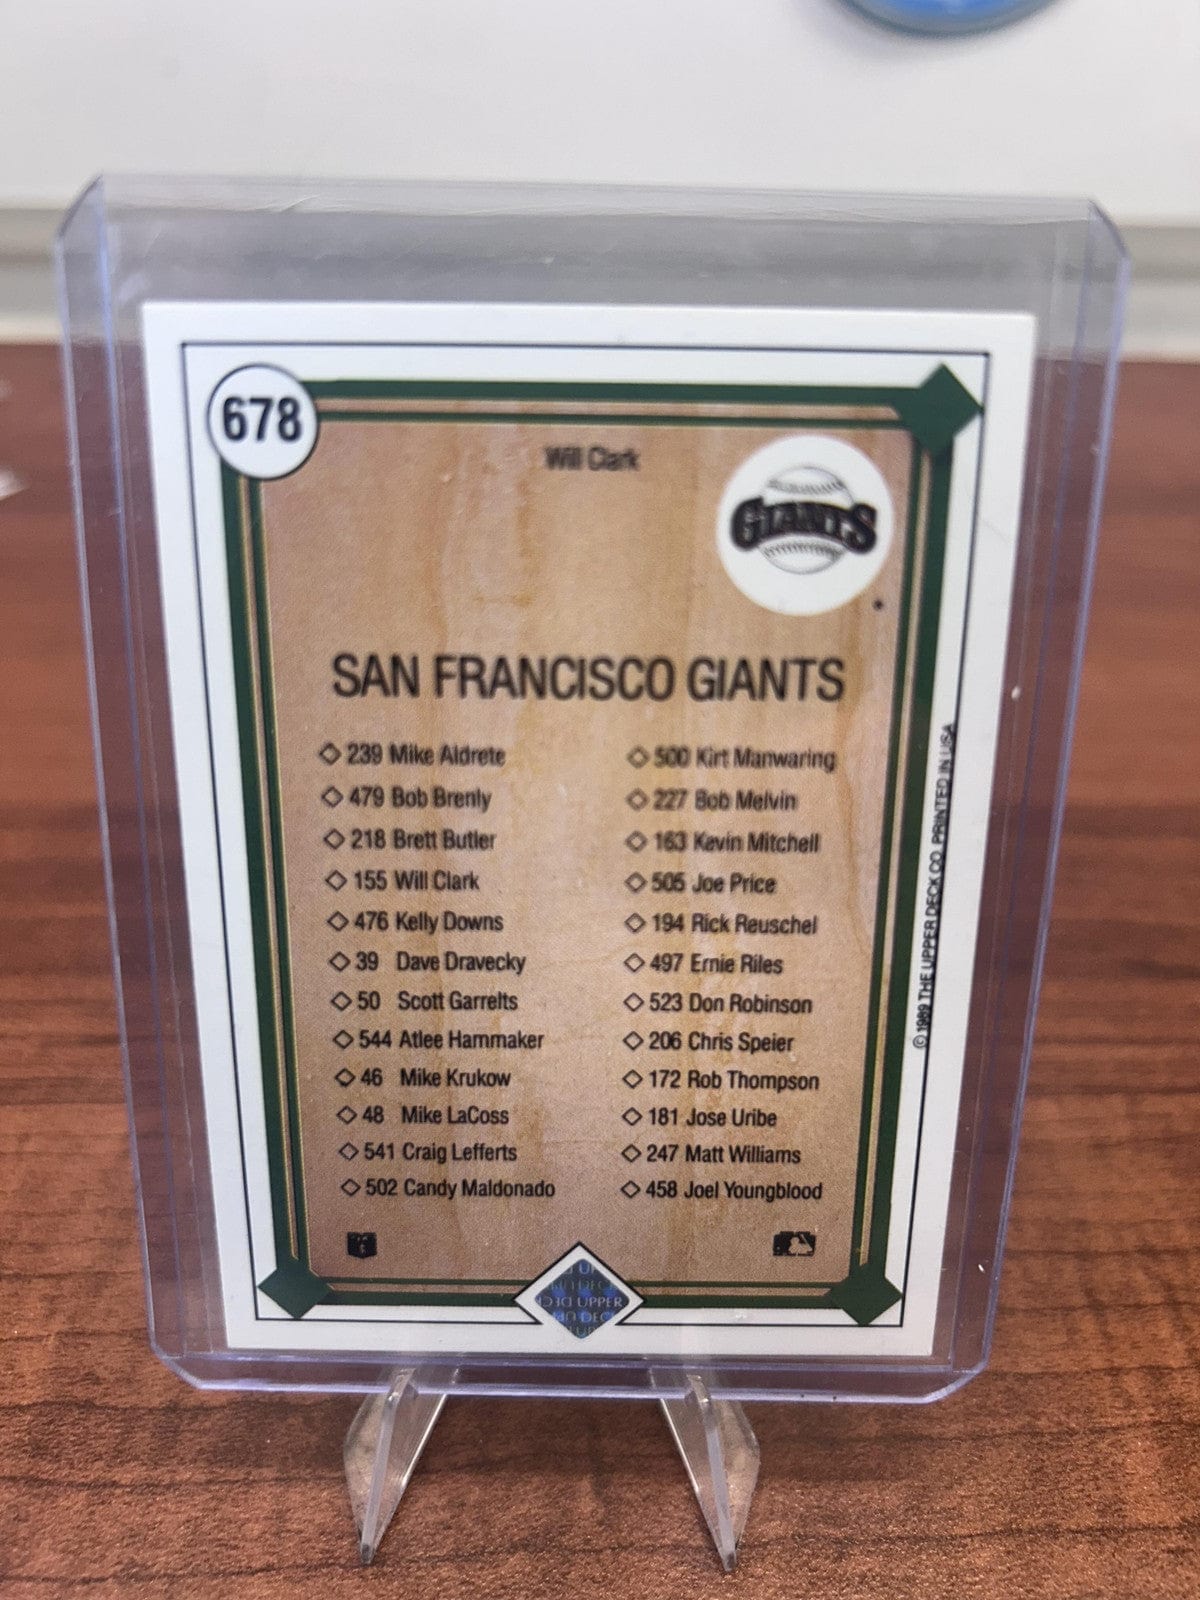 678
Will Clark
GIANTS
SAN FRANCISCO GIANTS
239 Mike Aldrete
479 Bob Brenly
218 Brett Butler
155 Will Clark
476 Kelly Downs
39 Dave Dravecky
50 Scott Garrelts
544 Atlee Hammaker
46 Mike Krukow
48 Mike LaCoss
541 Craig Lefferts
502 Candy Maldonado
500 Kirt Manwaring
227 Bob Melvin
163 Kevin Mitchell
505 Joe Price
194 Rick Reuschel
497 Ernie Riles
523 Don Robinson
206 Chris Speier
172 Rob Thompson
181 Jose Uribe
247 Matt Williams
458 Joel Youngblood
© 1989 THE UPPER DECK CO. PRINTED IN USA
UPPER